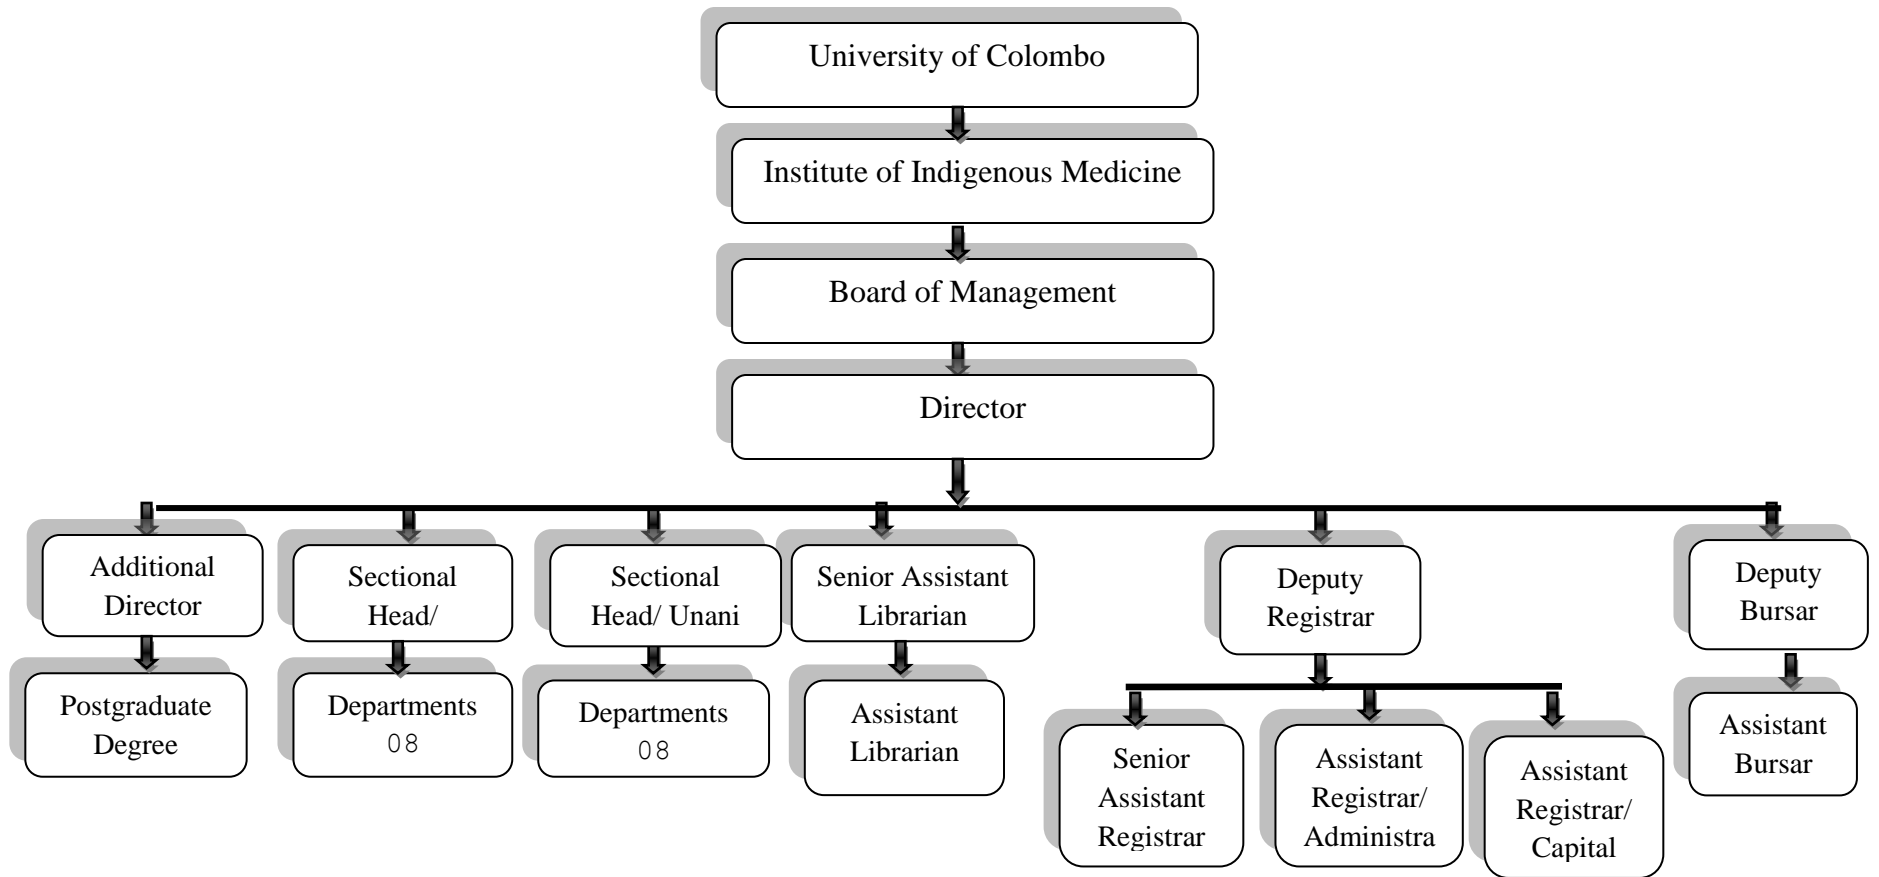 University of Colombo
Institute of Indigenous Medicine
Board of Management
Director
Additional
Director
Sectional
Head/
Sectional
Head/ Unani
Senior Assistant
Librarian
Deputy
Registrar
Deputy
Bursar
Postgraduate
Degree
Departments
08
Departments
08
Assistant
Librarian
Senior
Assistant
Registrar
Assistant
Registrar/
Administra
Assistant
Registrar/
Capital
Assistant
Bursar